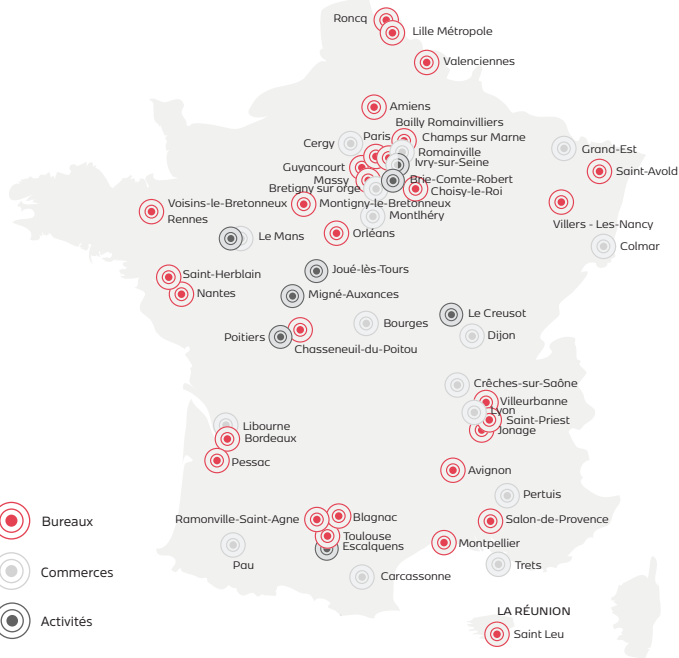 Roncq
Lille Métropole
Valenciennes
Amiens
Bailly Romainvilliers
Paris
Champs sur Marne
Cergy
Romainville
Grand-Est
Ivry-sur-Seine
Guyancourt
Saint-Avold
Massy
Brie-Comte-Robert
Bretigny sur orge
Choisy-le-Roi
Voisins-le-Bretonneux
Montigny-le-Bretonneux
Rennes
Montlhéry
Villers - Les-Nancy
Le Mans
Orléans
Colmar
Saint-Herblain
Joué-lès-Tours
Nantes
Migné-Auxances
Le Creusot
Bourges
Poitiers
Dijon
Chasseneuil-du-Poitou
Crêches-sur-Saône
Villeurbanne
Lyon
Saint-Priest
Libourne
Jonage
Bordeaux
Pessac
Avignon
Pertuis
Bureaux
Ramonville-Saint-Agne
Blagnac
Salon-de-Provence
Toulouse
Montpellier
Escalquens
Pau
Trets
Commerces
Carcassonne
LA RÉUNION
Activités
Saint Leu